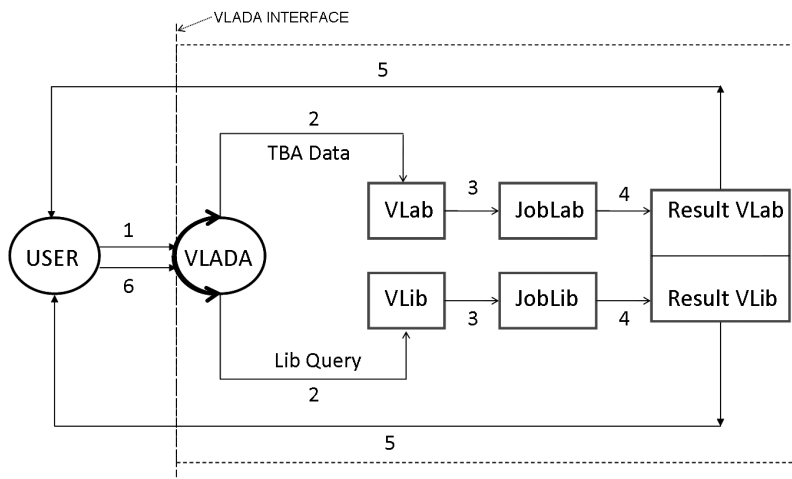 VLADA INTERFACE
5
2
TBA Data
VLab
3
JobLab
4
Result VLab
USER
1
6
VLADA
VLib
3
JobLib
4
Result VLib
Lib Query
2
5